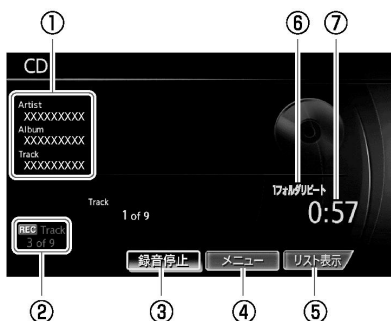 ① ⑥ ⑦
CD
Artist
XXXXXXXXX
Album
XXXXXXXXX
Track
XXXXXXXXX
1フォルダリピート
Track
1 of 9
0:57
REC Track
3 of 9
録音停止 メニュー リスト表示
② ③ ④ ⑤